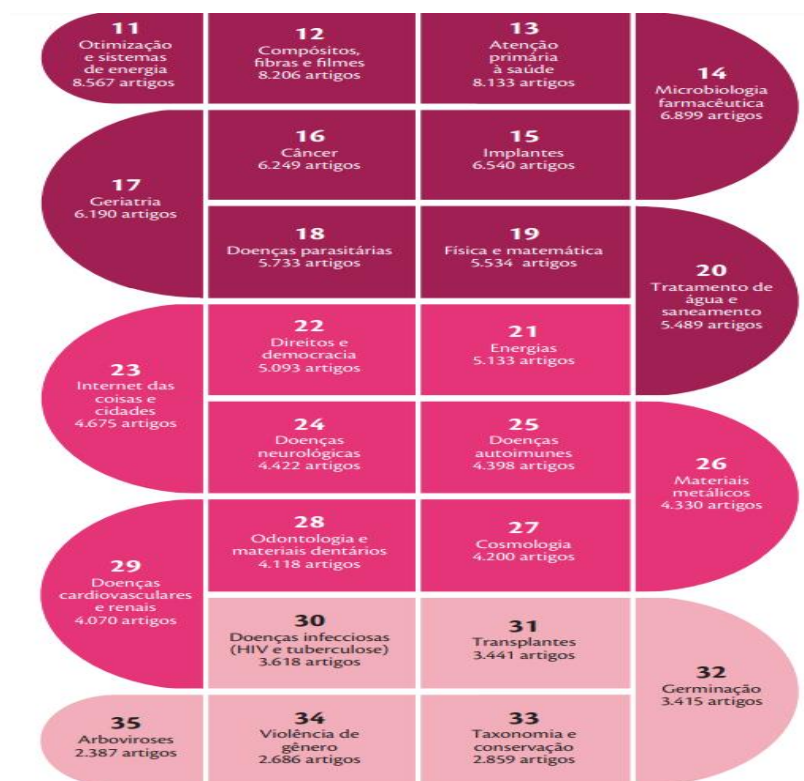 11
Otimização
e sistemas
de energia
8.567 artigos
12
Compósitos,
fibras e filmes
8.206 artigos
13
Atenção
primária
à saúde
8.133 artigos
14
Microbiologia
farmacêutica
6.899 artigos
15
Implantes
6.540 artigos
16
Câncer
6.249 artigos
17
Geriatria
6.190 artigos
18
Doenças parasitárias
5.733 artigos
19
Física e matemática
5.534 artigos
20
Tratamento de
água e
saneamento
5.489 artigos
21
Energias
5.133 artigos
22
Direitos e
democracia
5.093 artigos
23
Internet das
coisas e
cidades
4.675 artigos
24
Doenças
neurológicas
4.422 artigos
25
Doenças
autoimunes
4.398 artigos
26
Materiais
metálicos
4.330 artigos
27
Cosmologia
4.200 artigos
28
Odontologia e
materiais dentários
4.118 artigos
29
Doenças
cardiovasculares
e renais
4.070 artigos
30
Doenças infecciosas
(HIV e tuberculose)
3.618 artigos
31
Transplantes
3.441 artigos
32
Germinação
3.415 artigos
33
Taxonomia e
conservação
2.859 artigos
34
Violência de
gênero
2.686 artigos
35
Arboviroses
2.387 artigos